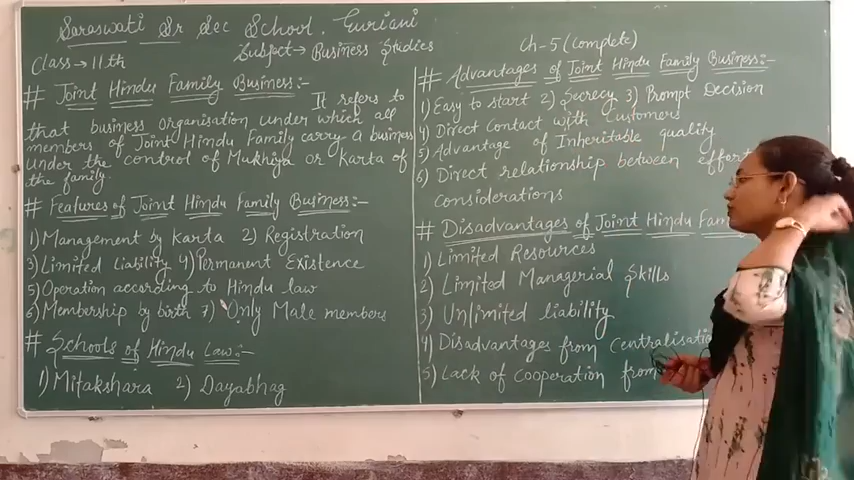 Saraswati Sr Sec School, Guriani
Class → 11th
Subject → Business Studies
# Joint Hindu Family Business:-
It refers to
that business organisation under which all
members of Joint Hindu Family carry a business
under the control of Mukhiya or Karta of
the family.
# Features of Joint Hindu Family Business:-
1) Management by Karta 2) Registration
3) Limited liability 4) Permanent Existence
5) Operation according to Hindu law
6) Membership by birth 7) Only Male members
# Schools of Hindu Law:-
1) Mitakshara 2) Dayabhag
Ch-5 (Complete)
# Advantages of Joint Hindu Family Business:-
1) Easy to start 2) Secrecy 3) Prompt Decision
4) Direct Contact with Customers
5) Advantage of Inheritable quality
6) Direct relationship between
considerations
# Disadvantages of Joint Hindu
1) Limited Resources
2) Limited Managerial Skills
3) Unlimited liability
4) Disadvantages from
5) Lack of Cooperation from